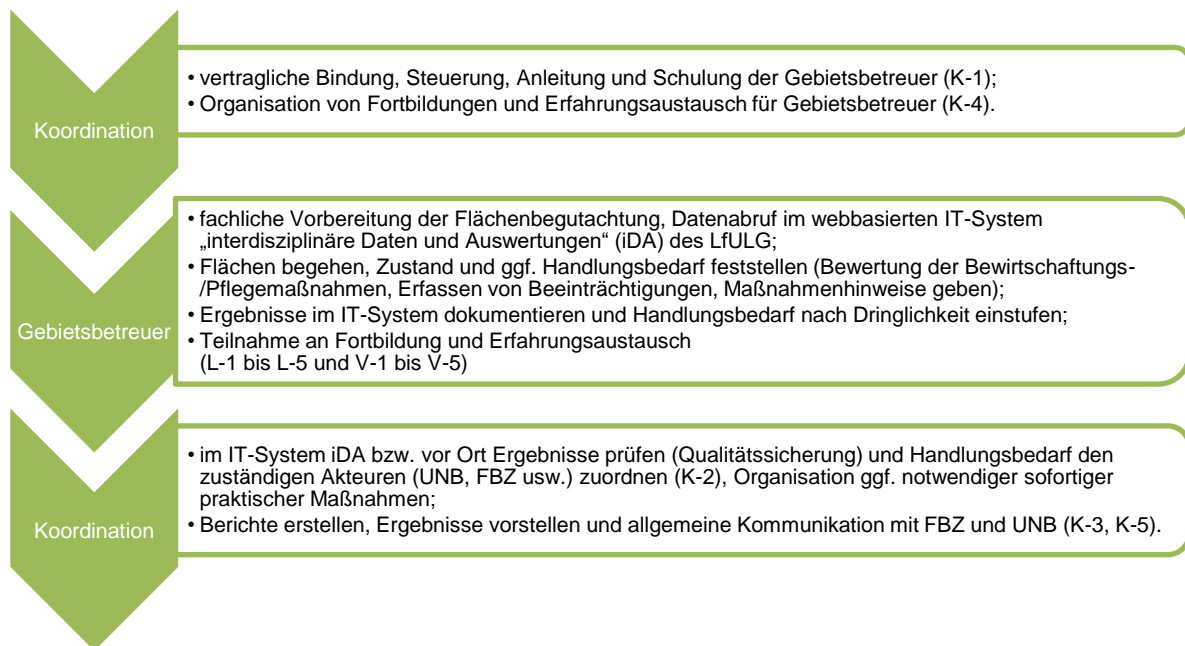 Koordination
• vertragliche Bindung, Steuerung, Anleitung und Schulung der Gebietsbetreuer (K-1);
• Organisation von Fortbildungen und Erfahrungsaustausch für Gebietsbetreuer (K-4).
Gebietsbetreuer
• fachliche Vorbereitung der Flächenbegutachtung, Datenabruf im webbasierten IT-System
„interdisziplinäre Daten und Auswertungen“ (iDA) des LfULG;
• Flächen begehen, Zustand und ggf. Handlungsbedarf feststellen (Bewertung der Bewirtschaftungs-
/Pflegemaßnahmen, Erfassen von Beeinträchtigungen, Maßnahmenhinweise geben);
• Ergebnisse im IT-System dokumentieren und Handlungsbedarf nach Dringlichkeit einstufen;
• Teilnahme an Fortbildung und Erfahrungsaustausch
(L-1 bis L-5 und V-1 bis V-5)
Koordination
• im IT-System iDA bzw. vor Ort Ergebnisse prüfen (Qualitätssicherung) und Handlungsbedarf den
zuständigen Akteuren (UNB, FBZ usw.) zuordnen (K-2), Organisation ggf. notwendiger sofortiger
praktischer Maßnahmen;
• Berichte erstellen, Ergebnisse vorstellen und allgemeine Kommunikation mit FBZ und UNB (K-3, K-5).